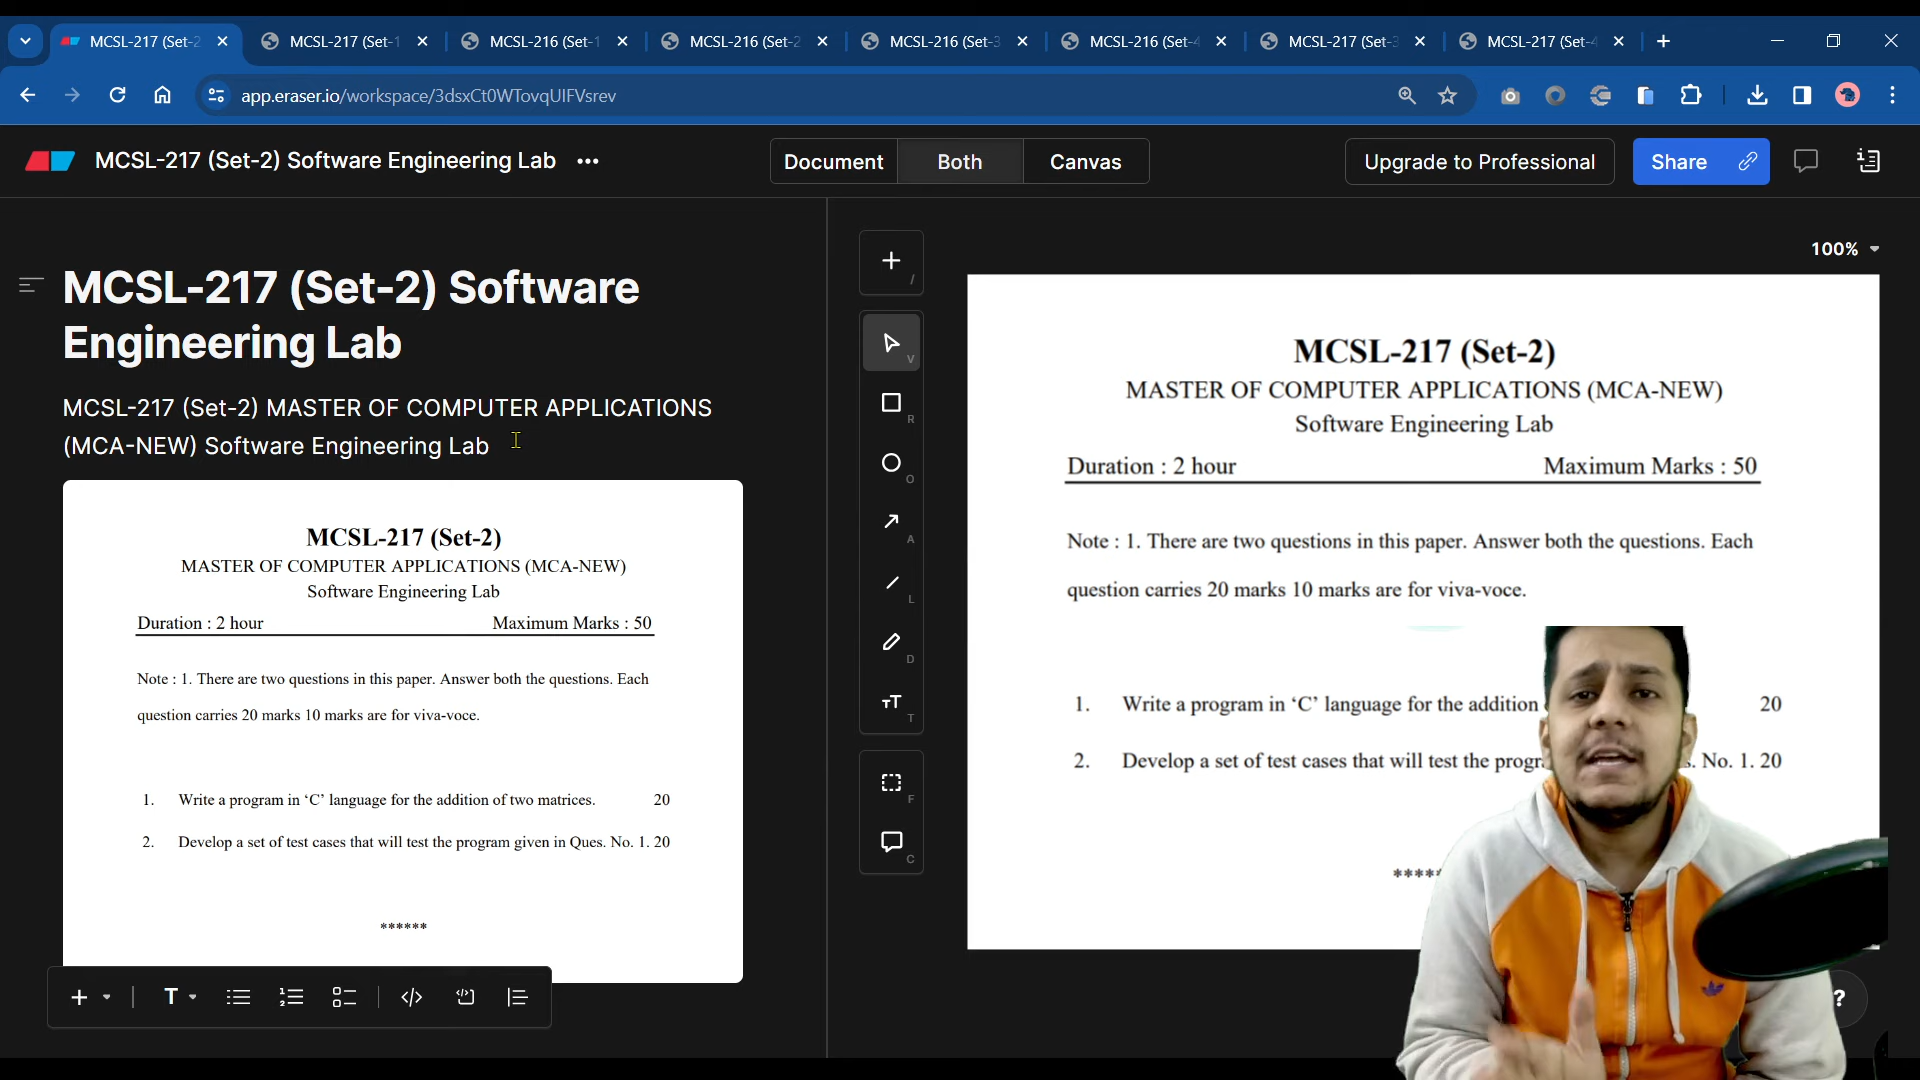 MCSL-217 (Set-2
MCSL-217 (Set-1
MCSL-216 (Set-1
MCSL-216 (Set-2
MCSL-216 (Set-3
MCSL-216 (Set-4
MCSL-217 (Set-3
MCSL-217 (Set-4
app.eraser.io/workspace/3dsxCt0WTovqUIFVsrev
MCSL-217 (Set-2) Software Engineering Lab
Document
Both
Canvas
Upgrade to Professional
Share
100%
MCSL-217 (Set-2) Software
Engineering Lab
MCSL-217 (Set-2) MASTER OF COMPUTER APPLICATIONS
(MCA-NEW) Software Engineering Lab
MCSL-217 (Set-2)
MASTER OF COMPUTER APPLICATIONS (MCA-NEW)
Software Engineering Lab
Duration : 2 hour Maximum Marks : 50
Note : 1. There are two questions in this paper. Answer both the questions. Each
question carries 20 marks 10 marks are for viva-voce.
1. Write a program in ‘C’ language for the addition of two matrices. 20
2. Develop a set of test cases that will test the program given in Ques. No. 1. 20
******
T
/
V
R
O
A
L
D
TT
T
F
C
MCSL-217 (Set-2)
MASTER OF COMPUTER APPLICATIONS (MCA-NEW)
Software Engineering Lab
Duration : 2 hour Maximum Marks : 50
Note : 1. There are two questions in this paper. Answer both the questions. Each
question carries 20 marks 10 marks are for viva-voce.
1. Write a program in ‘C’ language for the addition 20
2. Develop a set of test cases that will test the progr s. No. 1. 20
****
?